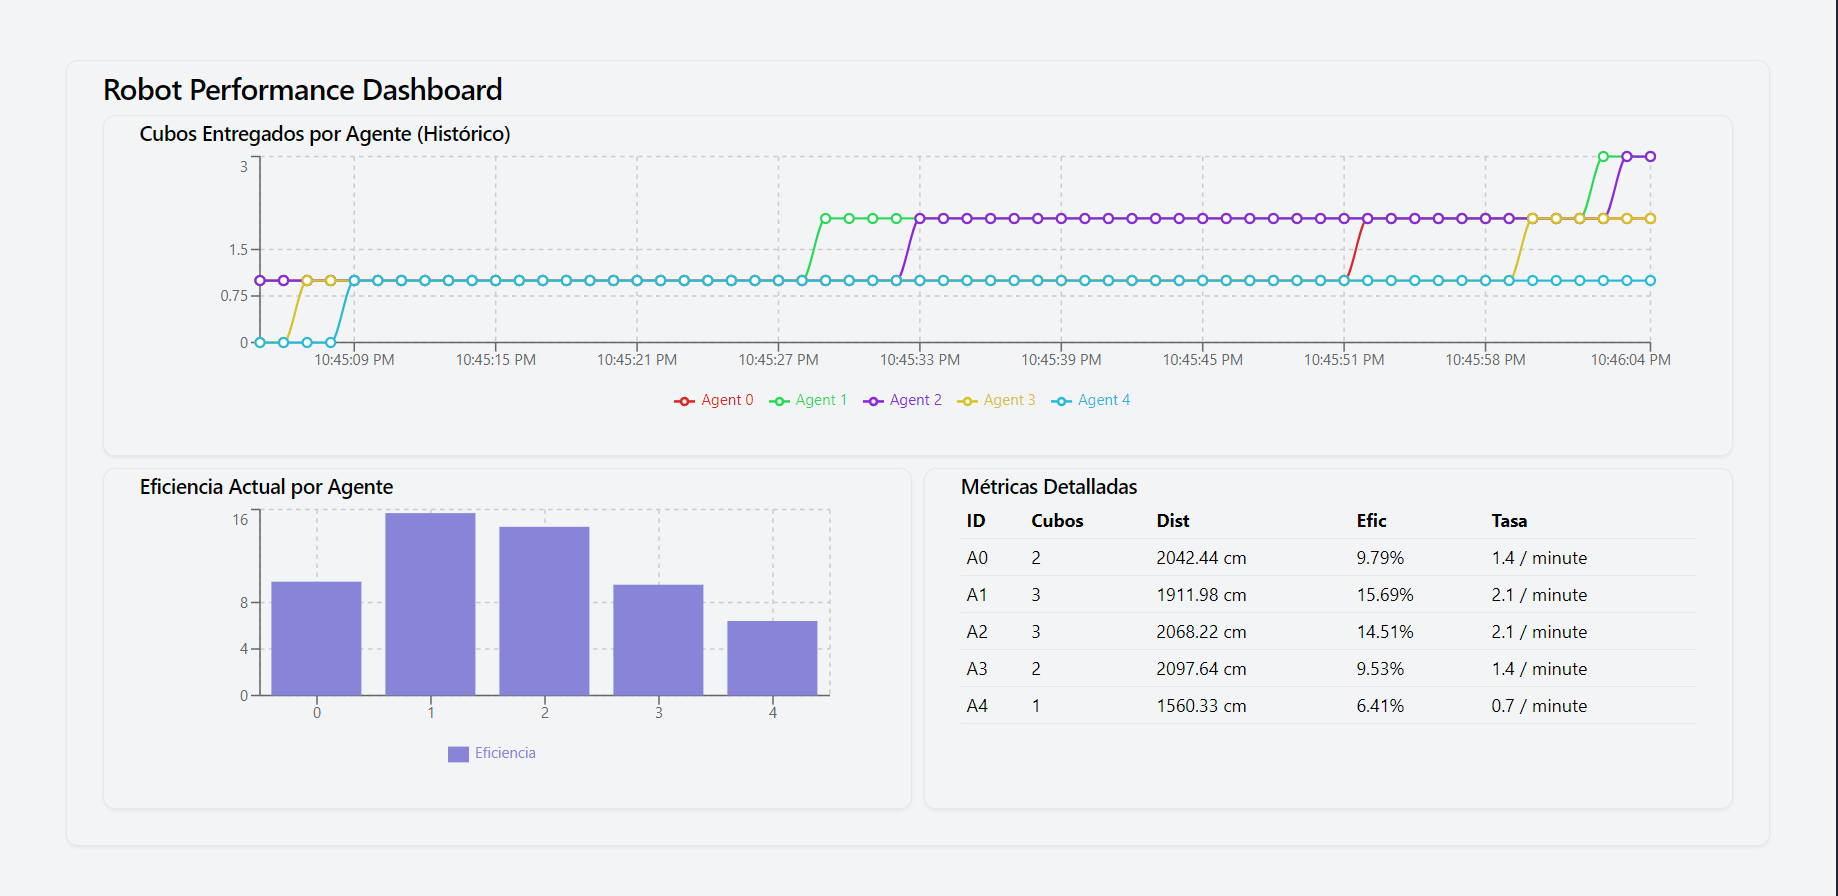 Robot Performance Dashboard
Cubos Entregados por Agente (Histórico)
3
1.5
0.75
0
10:45:09 PM 10:45:15 PM 10:45:21 PM 10:45:27 PM 10:45:33 PM 10:45:39 PM 10:45:45 PM 10:45:51 PM 10:45:58 PM 10:46:04 PM
Agent 0 Agent 1 Agent 2 Agent 3 Agent 4
Eficiencia Actual por Agente
16
8
4
0
0 1 2 3 4
Eficiencia
Métricas Detalladas
ID Cubos Dist Efic Tasa
A0 2 2042.44 cm 9.79% 1.4 / minute
A1 3 1911.98 cm 15.69% 2.1 / minute
A2 3 2068.22 cm 14.51% 2.1 / minute
A3 2 2097.64 cm 9.53% 1.4 / minute
A4 1 1560.33 cm 6.41% 0.7 / minute